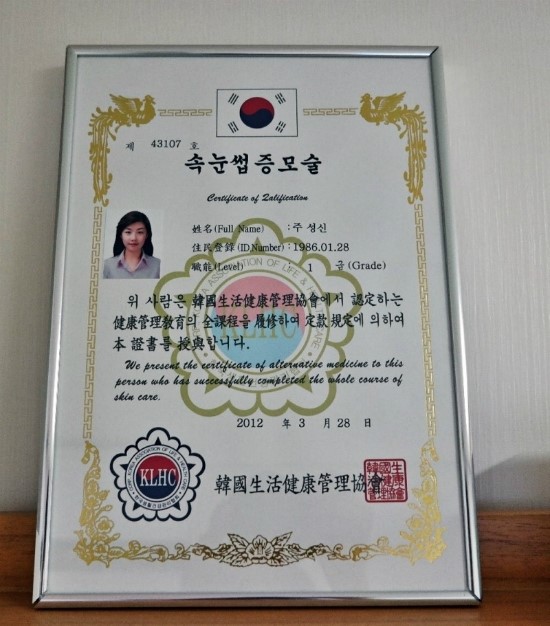 제 43107 호
속눈썹증모술
Certificate of Qalification
姓名(Full Name) : 주 성신
住民登錄(ID.Number) : 1986.01.28
職能(Level) : 1 급(Grade)
위 사람은 韓國生活健康管理協會에서 認定하는
健康管理敎育의 全課程을 履修하여 定款 規定에 의하여
本 證書를 授與합니다.
We present the certificate of alternative medicine to this
person who has successfully completed the whole course of
skin care.
2012 年 3 月 28 日
KLHC
韓國生活健康管理協會